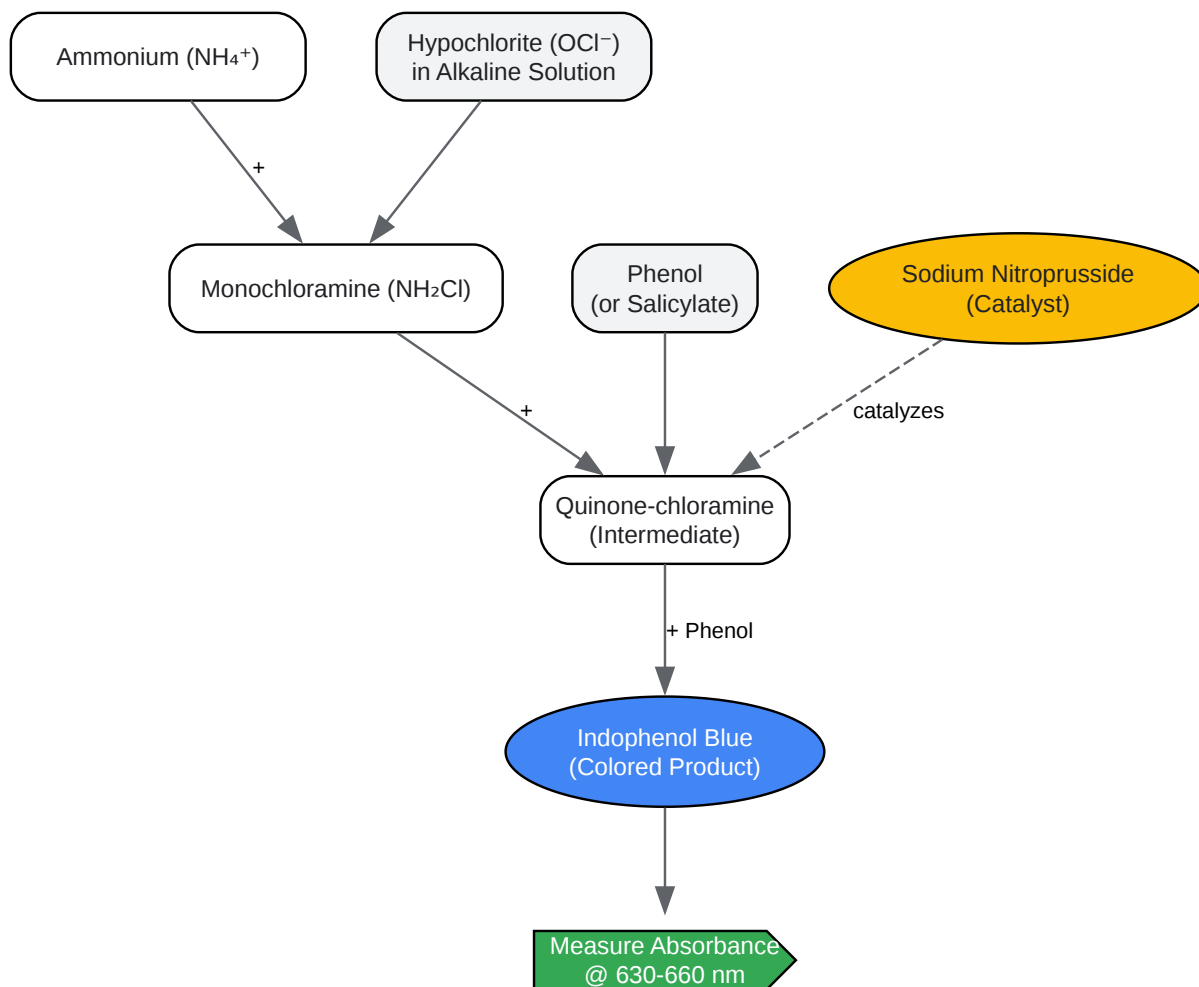 Ammonium (NH₄⁺)
Hypochlorite (OCl⁻)
in Alkaline Solution
+
Monochloramine (NH₂Cl)
Phenol
(or Salicylate)
Sodium Nitroprusside
(Catalyst)
+
catalyzes
Quinone-chloramine
(Intermediate)
+ Phenol
Indophenol Blue
(Colored Product)
Measure Absorbance
@ 630-660 nm